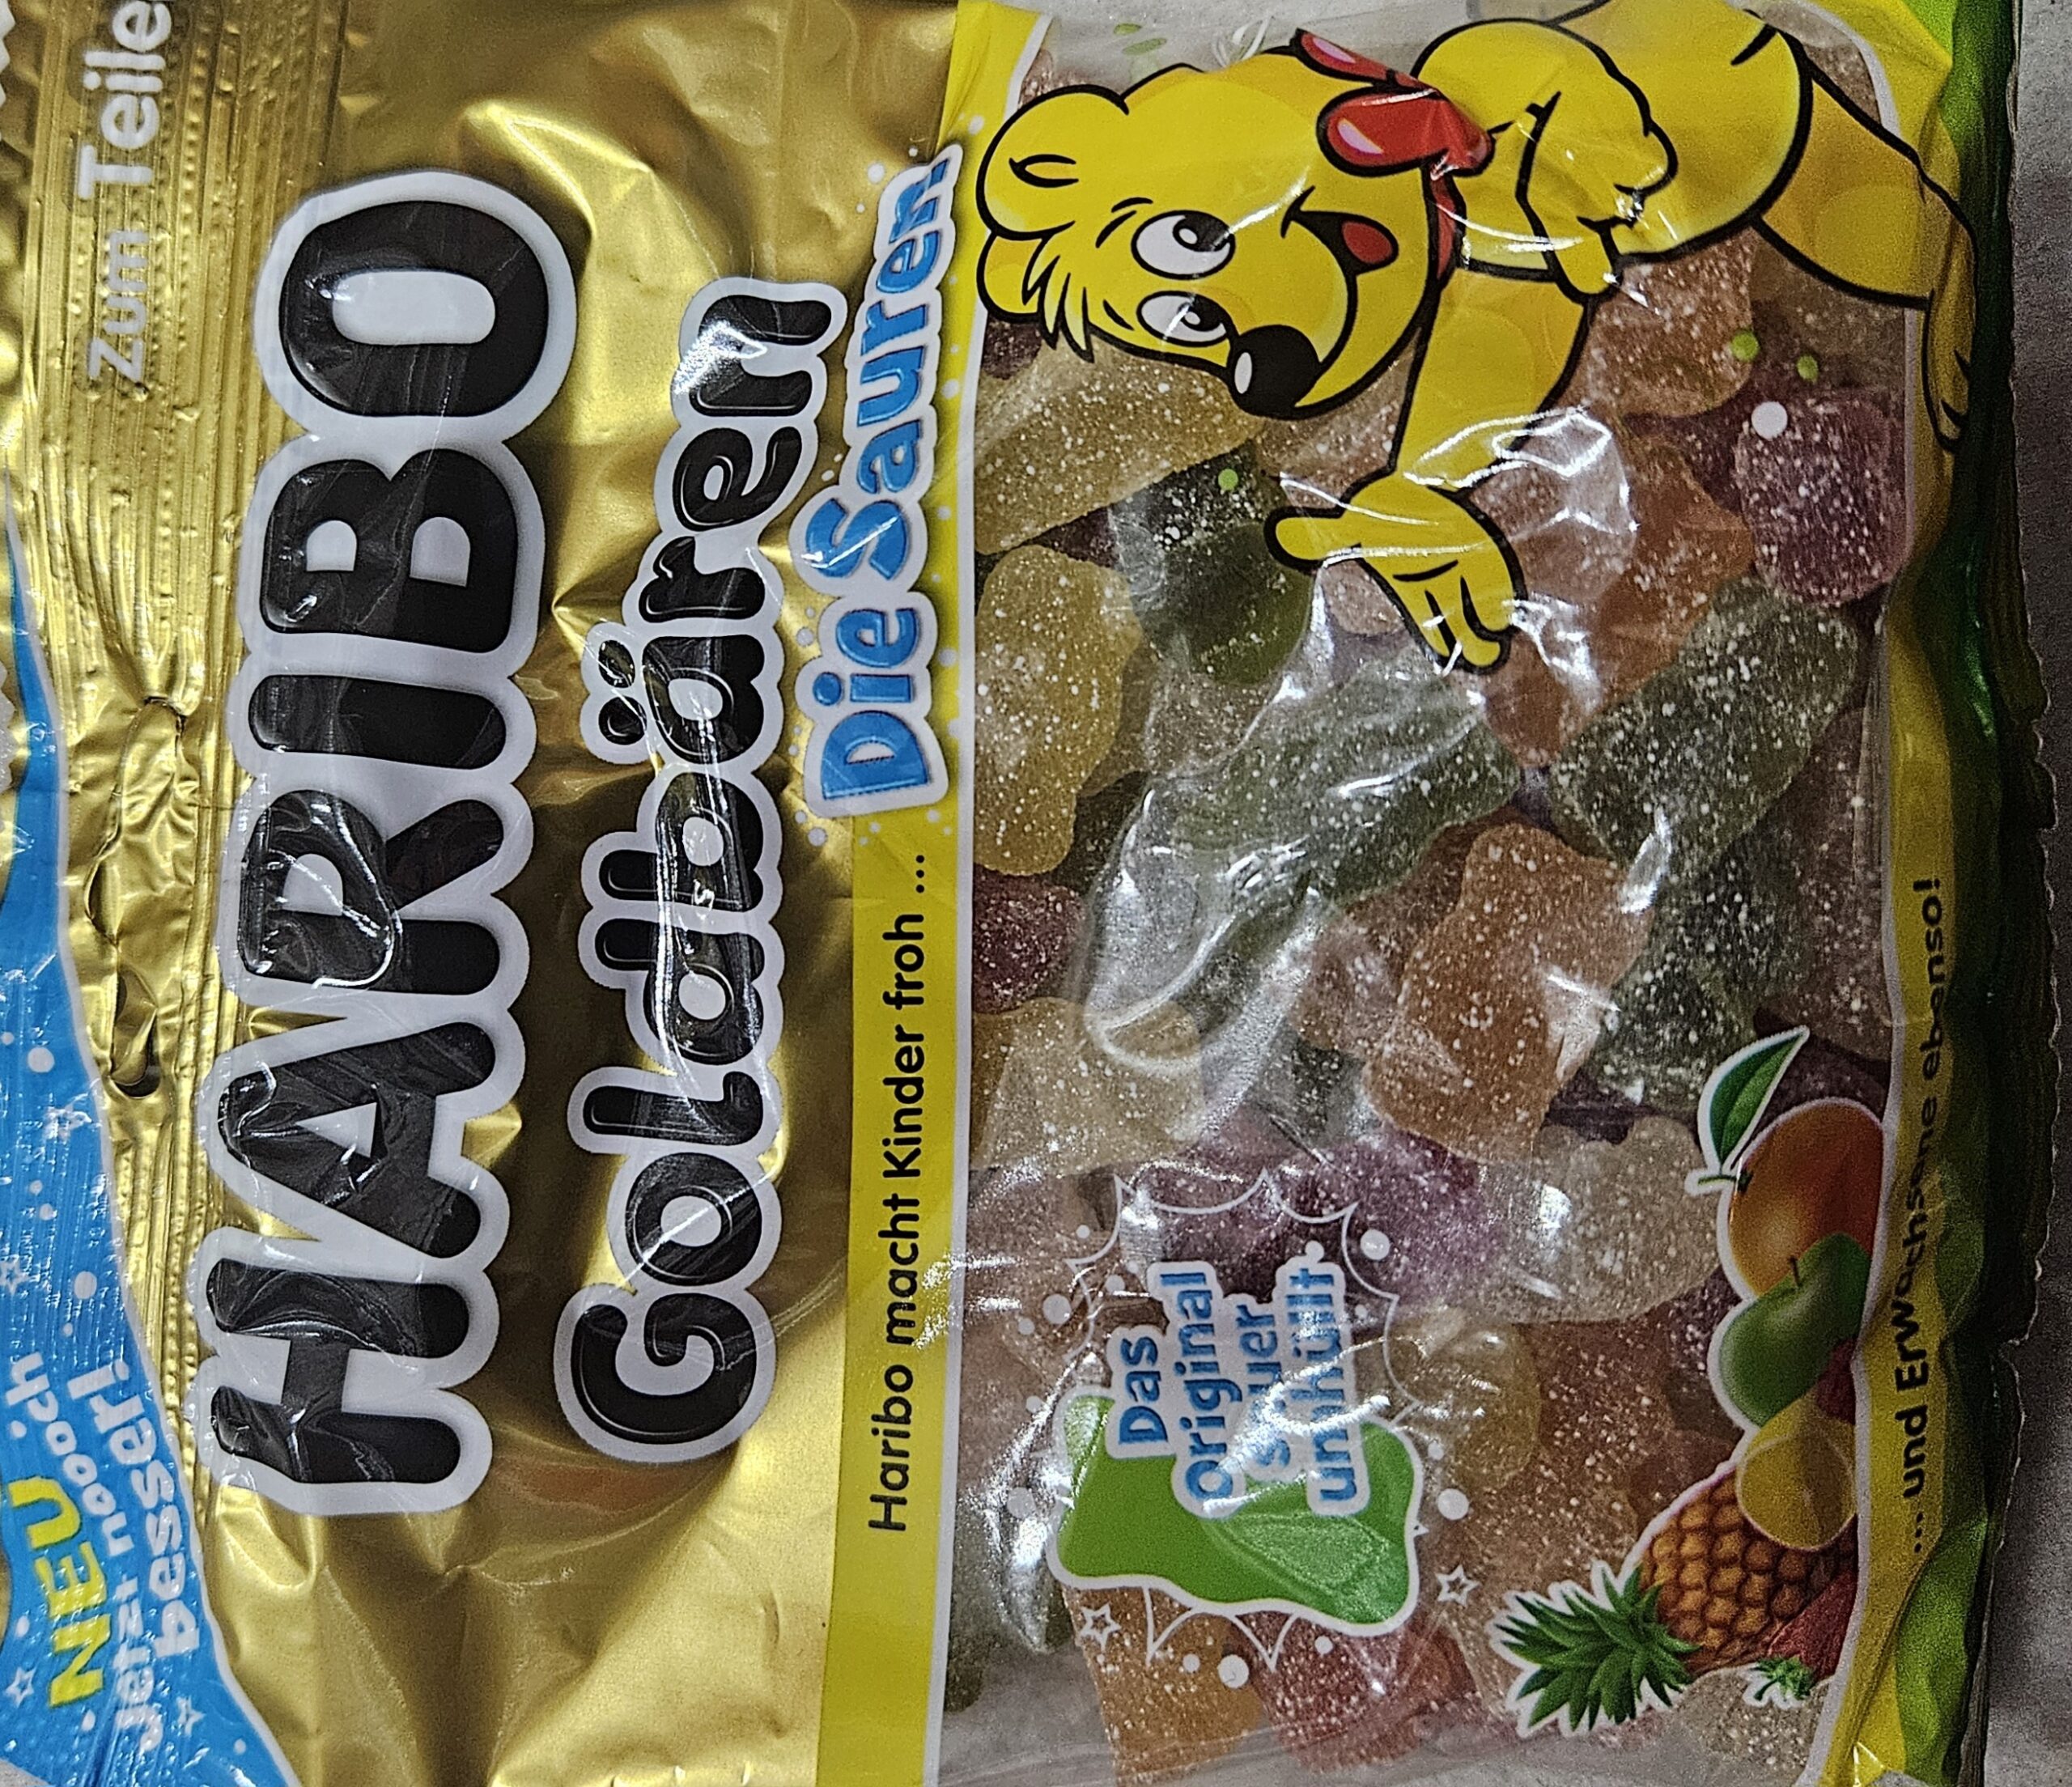 NEU
Jetzt noooch
besser!
zum Teile
HARIBO
Goldbären
Die Sauren
Haribo macht Kinder froh ...
Das
original
sauer
umhüllt.
... und Erwachsene ebenso!